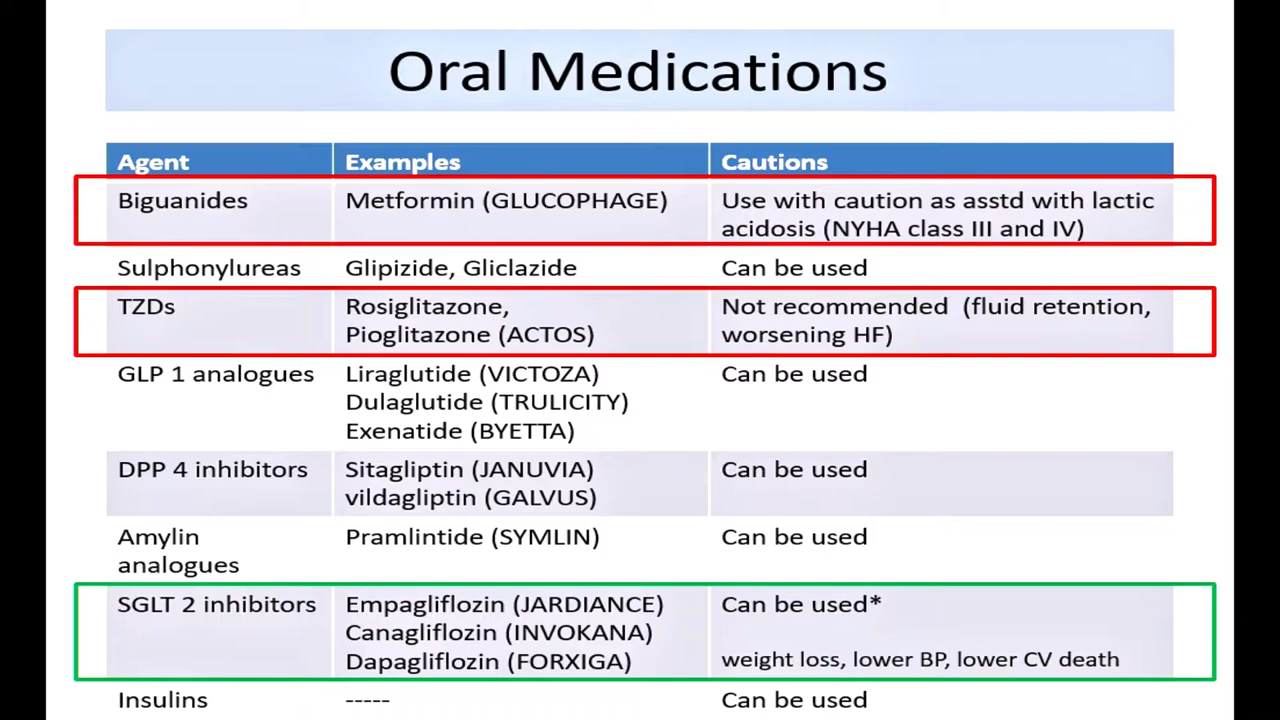 Oral Medications
Agent Examples Cautions
Biguanides Metformin (GLUCOPHAGE) Use with caution as asstd with lactic
acidosis (NYHA class III and IV)
Sulphonylureas Glipizide, Gliclazide Can be used
TZDs Rosiglitazone, Not recommended (fluid retention,
Pioglitazone (ACTOS) worsening HF)
GLP 1 analogues Liraglutide (VICTOZA) Can be used
Dulaglutide (TRULICITY)
Exenatide (BYETTA)
DPP 4 inhibitors Sitagliptin (JANUVIA) Can be used
vildagliptin (GALVUS)
Amylin Pramlintide (SYMLIN) Can be used
analogues
SGLT 2 inhibitors Empagliflozin (JARDIANCE) Can be used*
Canagliflozin (INVOKANA)
Dapagliflozin (FORXIGA) weight loss, lower BP, lower CV death
Insulins ----- Can be used